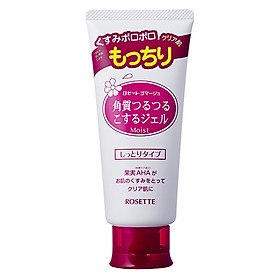 くすみポロポロ クリア肌
もっちり
ロゼットゴマージュ
角質つるつる
こするジェル
Moist
しっとりタイプ
果実AHAが
お肌のくすみをとって
クリア肌に
ROSETTE